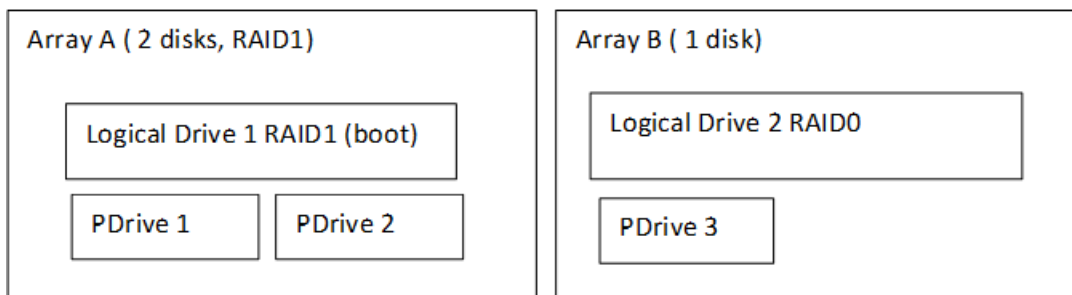 Array A ( 2 disks, RAID1)
Logical Drive 1 RAID1 (boot)
PDrive 1
PDrive 2
Array B ( 1 disk)
Logical Drive 2 RAID0
PDrive 3